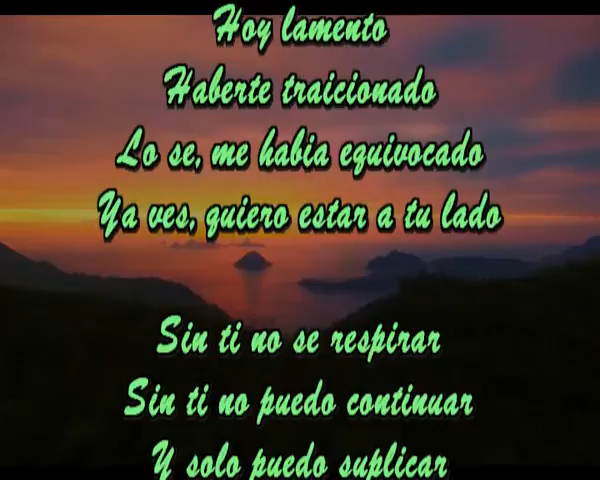 Hoy lamento
Haberte traicionado
Lo se, me habia equivocado
Ya ves, quiero estar a tu lado
Sin ti no se respirar
Sin ti no puedo continuar
Y solo puedo suplicar